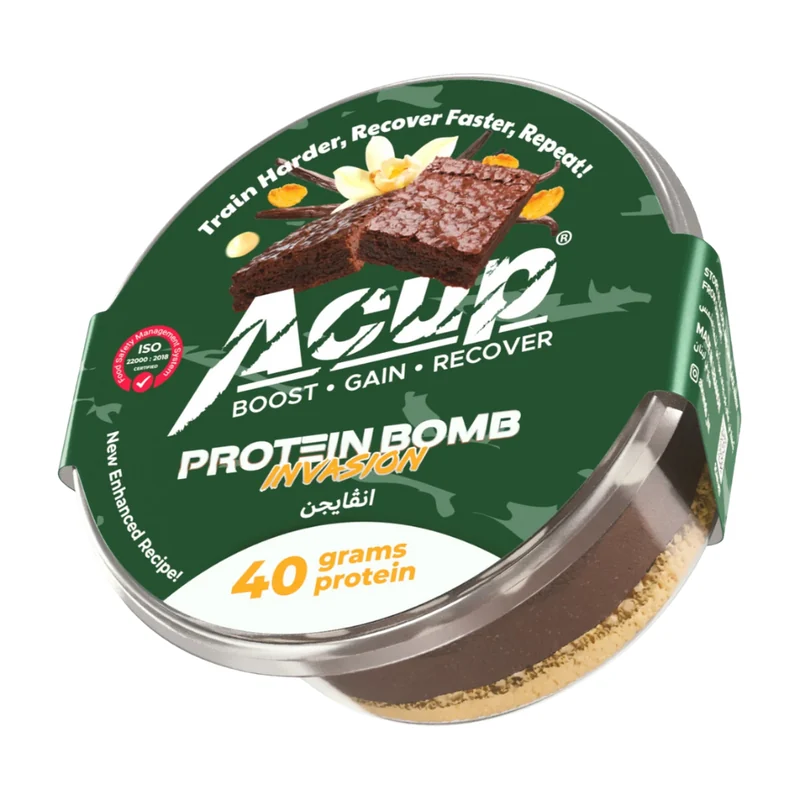 Train Harder, Recover Faster, Repeat!
Acup®
BOOST • GAIN • RECOVER
Food Safety Management System
ISO
22000 : 2018
CERTIFIED
PROTEIN BOMB
INVASION
انڤايجن
New Enhanced Recipe!
40 grams protein